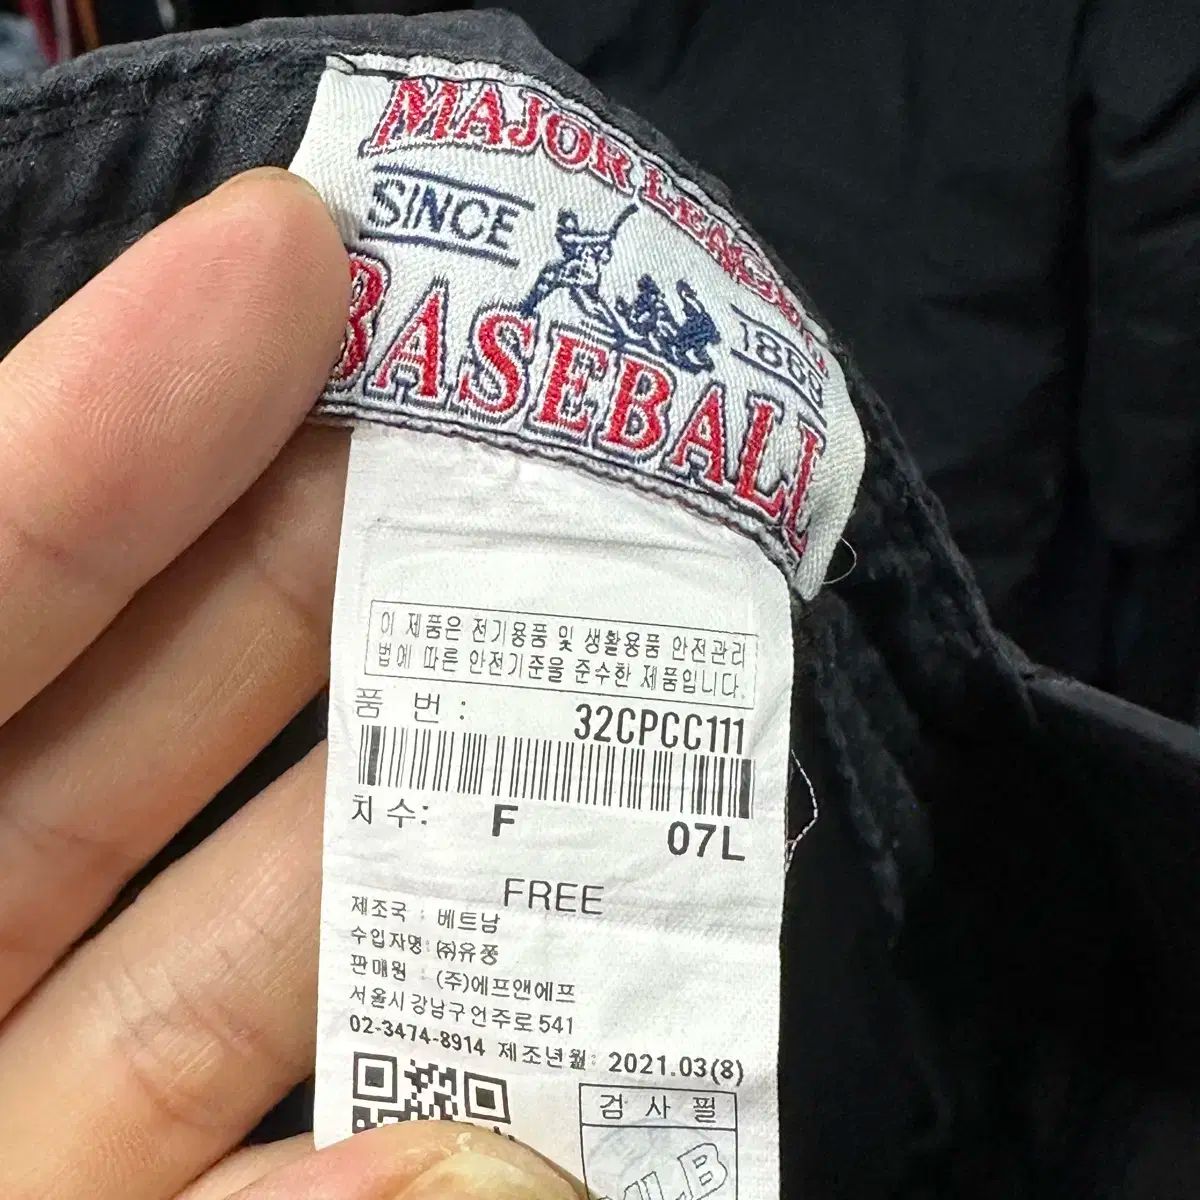 MAJOR LEAGUE
SINCE 1869
BASEBALL
이 제품은 전기용품 및 생활용품 안전관리
법에 따른 안전기준을 준수한 제품입니다.
품 번 : 32CPCC111
치수: F 07L
FREE
제조국 : 베트남
수입자명: ㈜유풍
판매원 : (주)에프앤에프
서울시 강남구 언주로 541
02-3474-8914 제조년월: 2021.03(8)
검 사 필
MLB